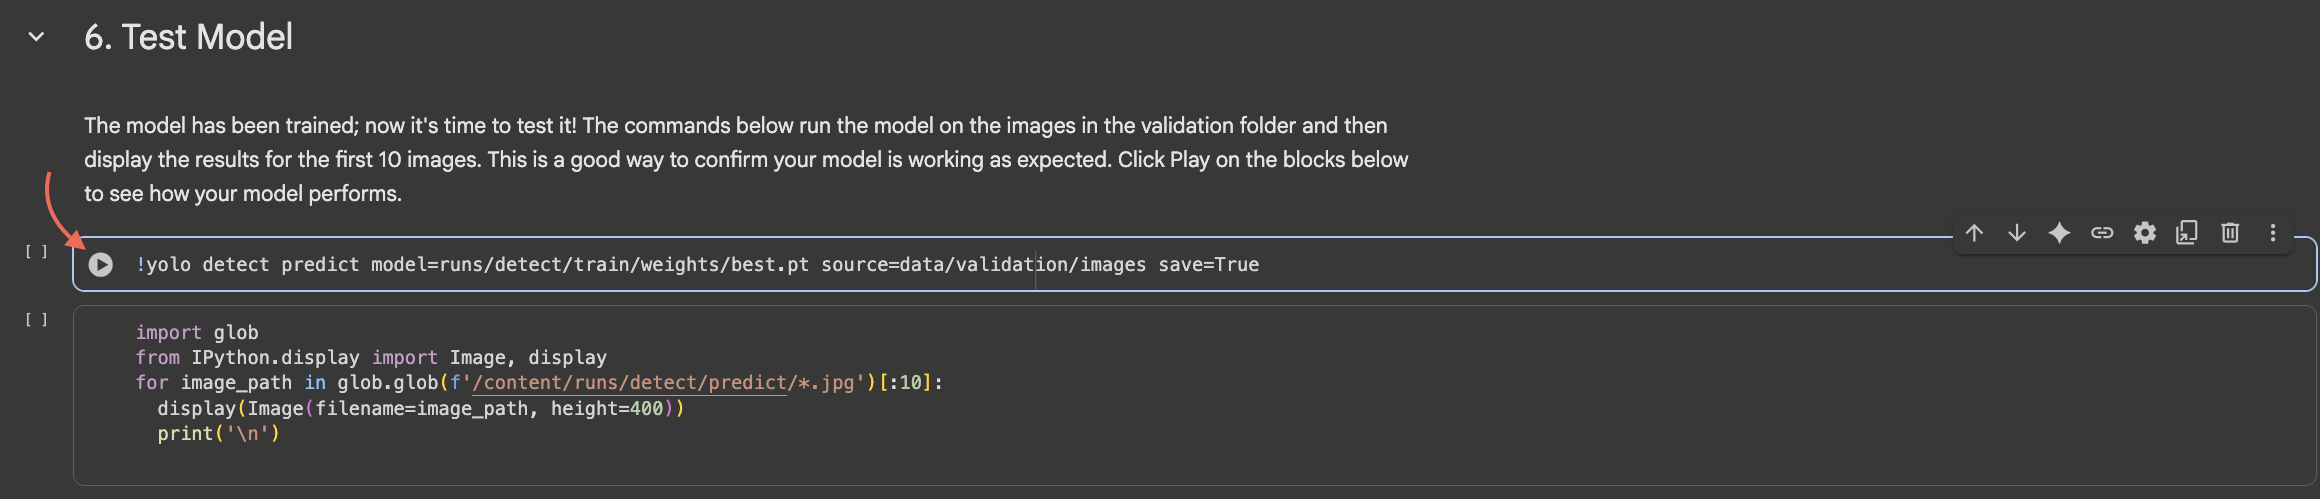 6. Test Model
The model has been trained; now it's time to test it! The commands below run the model on the images in the validation folder and then
display the results for the first 10 images. This is a good way to confirm your model is working as expected. Click Play on the blocks below
to see how your model performs.
[ ]
!yolo detect predict model=runs/detect/train/weights/best.pt source=data/validation/images save=True
[ ]
import glob
from IPython.display import Image, display
for image_path in glob.glob(f'/content/runs/detect/predict/*.jpg')[:10]:
  display(Image(filename=image_path, height=400))
  print('\n')